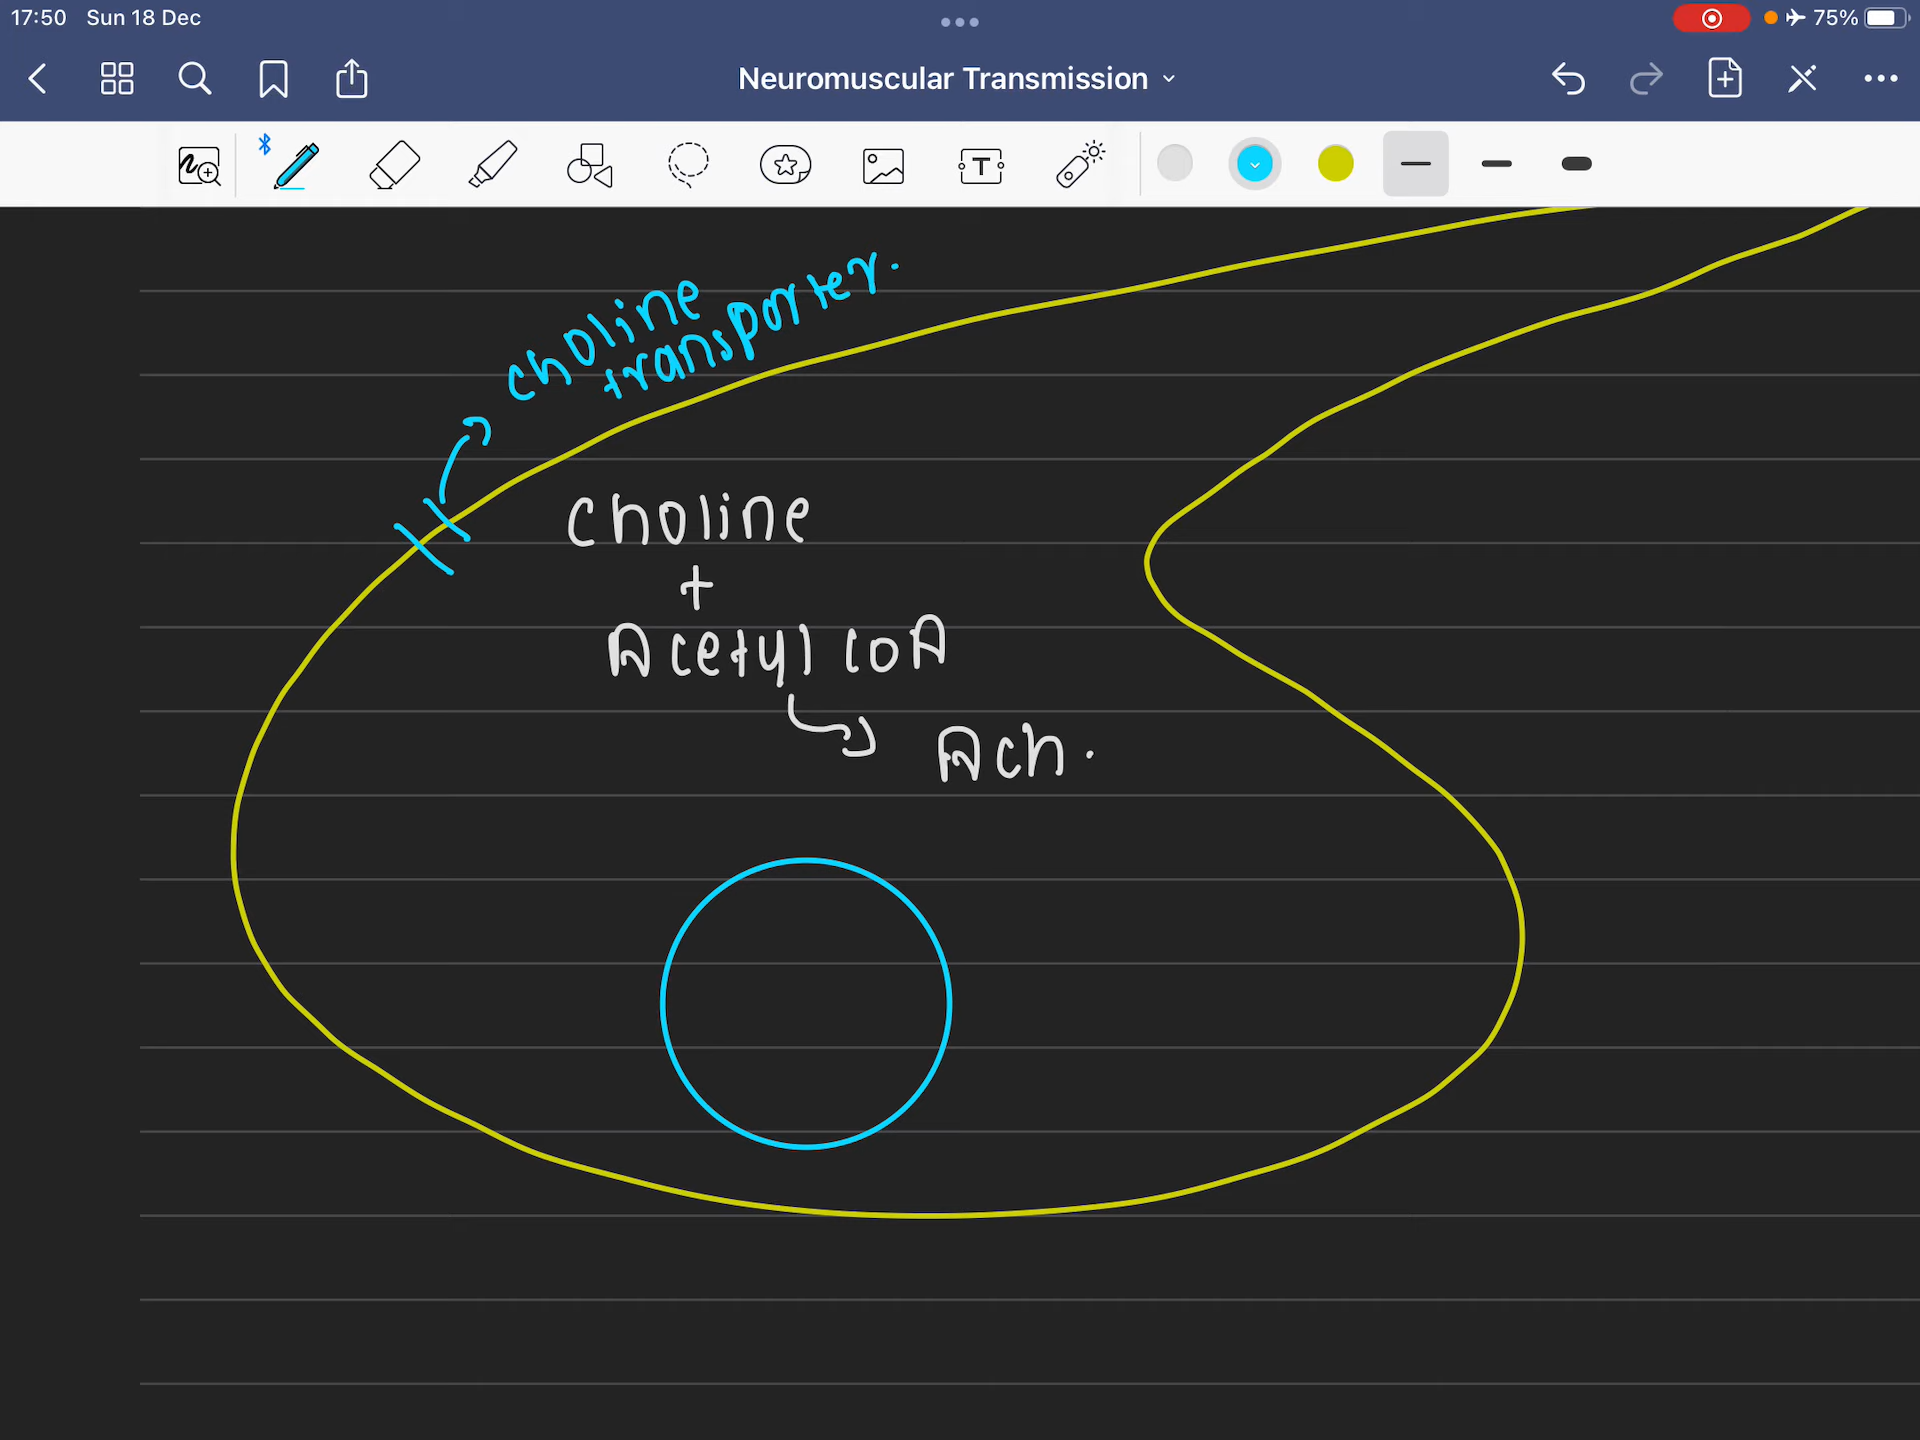 17:50 Sun 18 Dec
75%
Neuromuscular Transmission
T
choline
transporter.
choline
+
Acetyl coA
Ach.